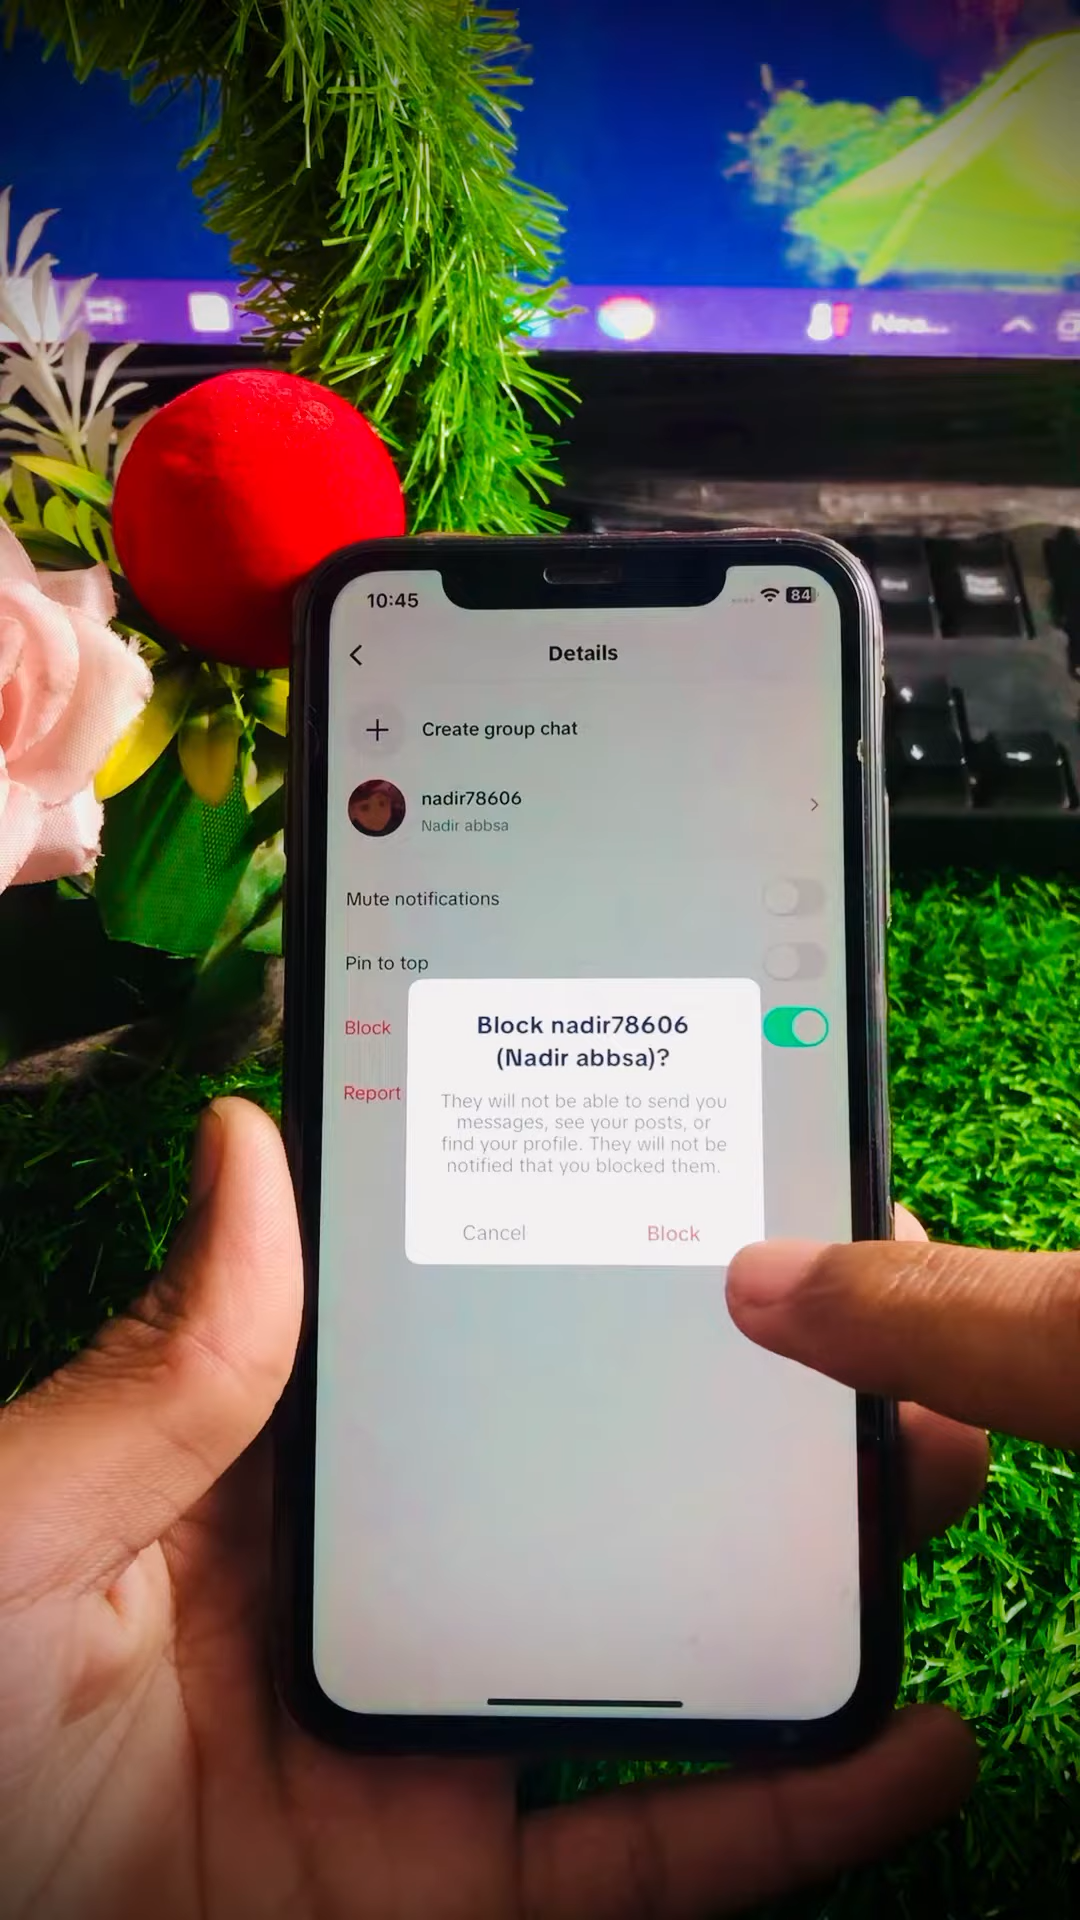 Nea...
10:45
84
Details
Create group chat
nadir78606
Nadir abbsa
Mute notifications
Pin to top
Block
Report
Block nadir78606
(Nadir abbsa)?
They will not be able to send you
messages, see your posts, or
find your profile. They will not be
notified that you blocked them.
Cancel
Block